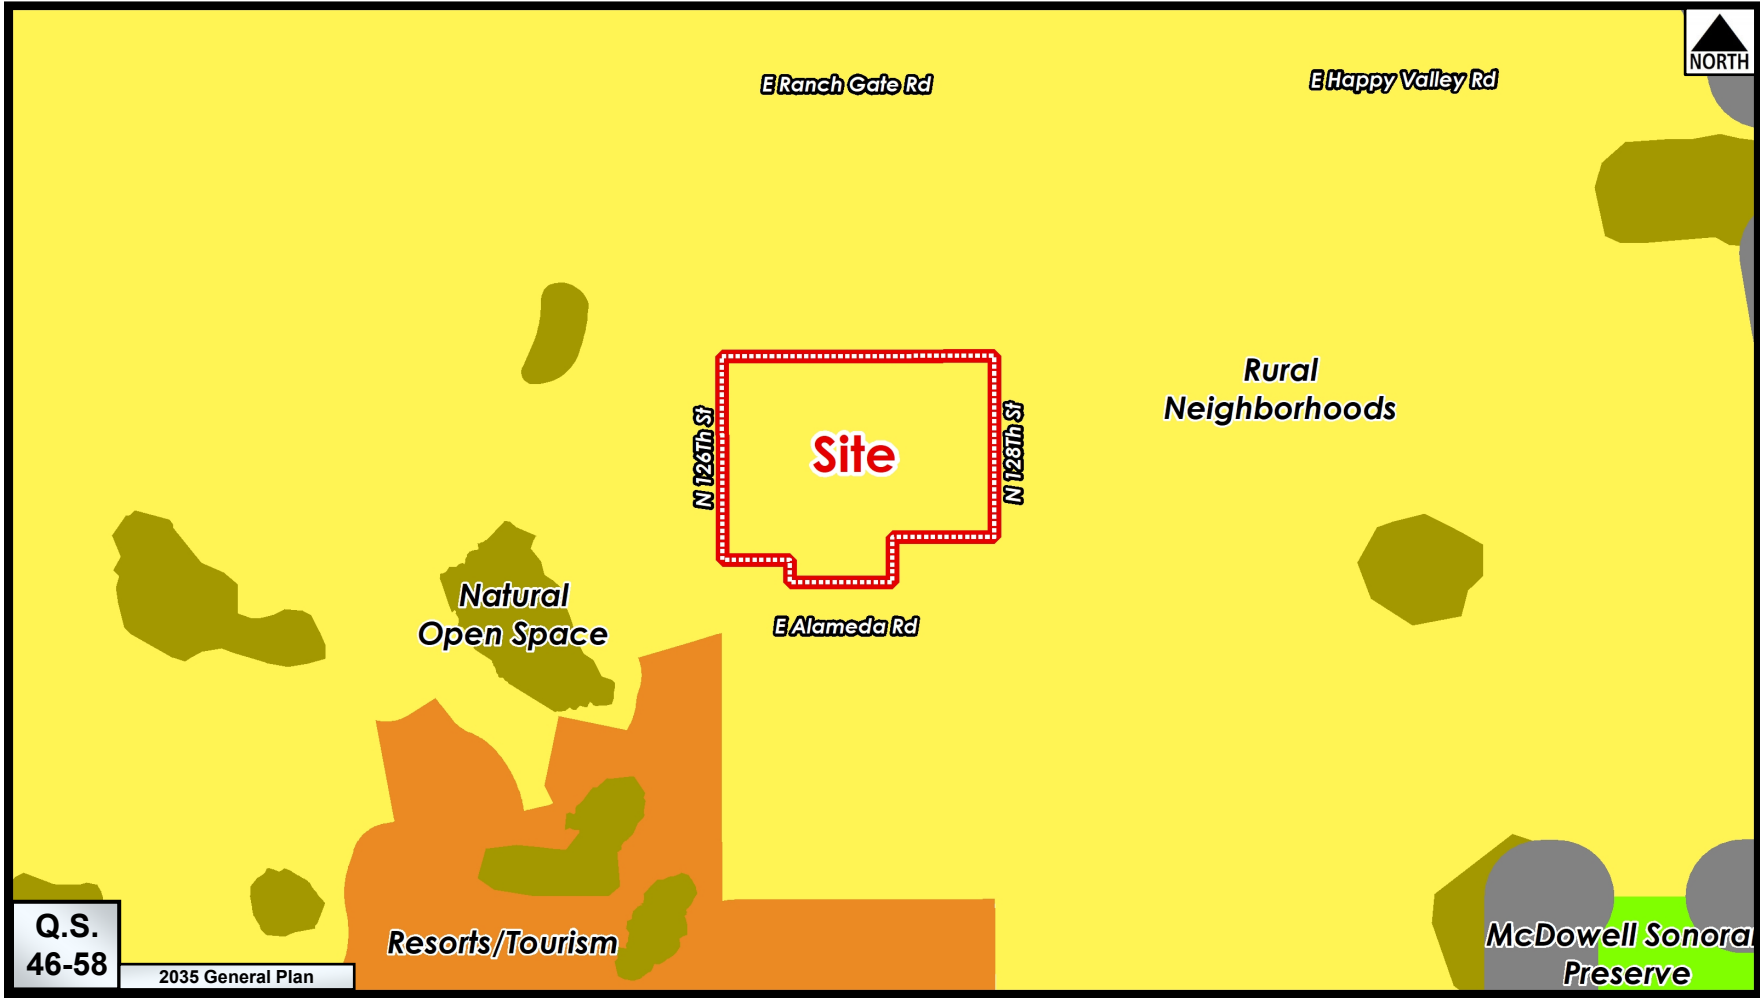 NORTH
E Ranch Gate Rd
E Happy Valley Rd
Rural
Neighborhoods
N 126Th St
Site
N 128Th St
Natural
Open Space
E Alameda Rd
Resorts/Tourism
McDowell Sonora
Preserve
Q.S.
46-58
2035 General Plan